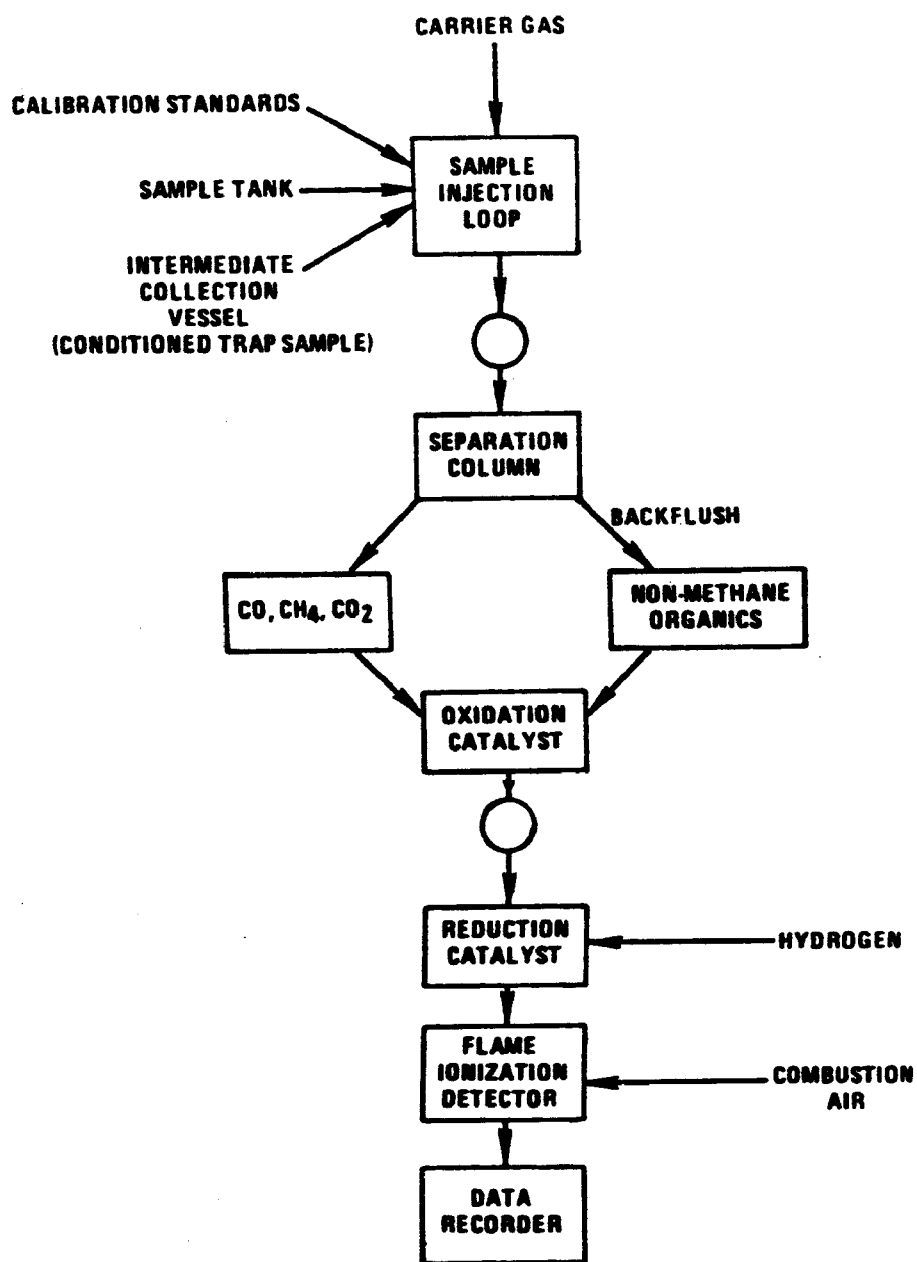 CARRIER GAS
CALIBRATION STANDARDS
SAMPLE
INJECTION
LOOP
SAMPLE TANK
INTERMEDIATE
COLLECTION
VESSEL
(CONDITIONED TRAP SAMPLE)
SEPARATION
COLUMN
BACKFLUSH
CO, CH₄, CO₂
NON-METHANE
ORGANICS
OXIDATION
CATALYST
REDUCTION
CATALYST
HYDROGEN
FLAME
IONIZATION
DETECTOR
COMBUSTION
AIR
DATA
RECORDER